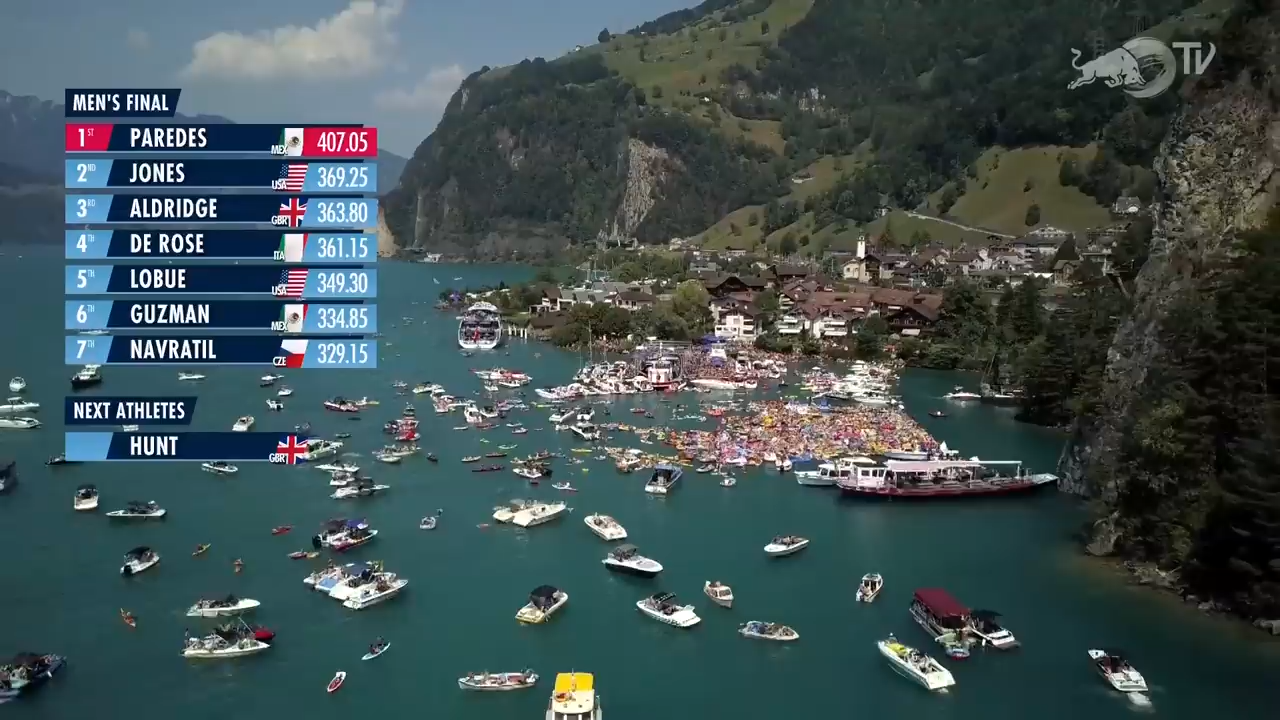 TV
MEN'S FINAL
1ST PAREDES MEX 407.05
2ND JONES USA 369.25
3RD ALDRIDGE GBR 363.80
4TH DE ROSE ITA 361.15
5TH LOBUE USA 349.30
6TH GUZMAN MEX 334.85
7TH NAVRATIL CZE 329.15
NEXT ATHLETES
HUNT GBR